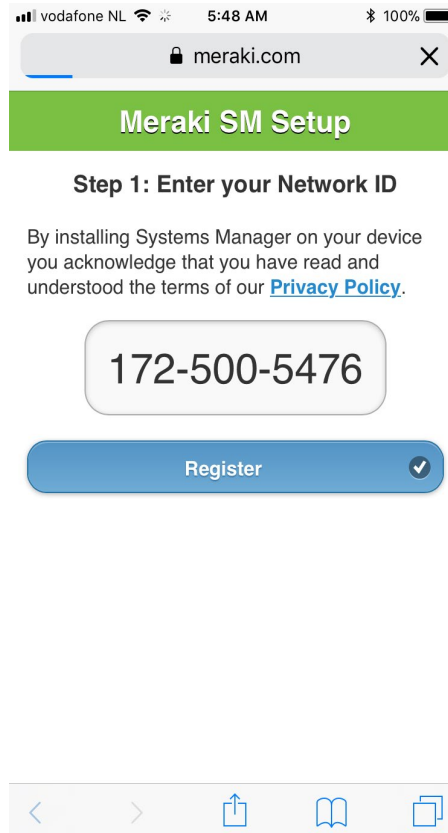 vodafone NL 5:48 AM 100%
meraki.com
Meraki SM Setup
Step 1: Enter your Network ID
By installing Systems Manager on your device
you acknowledge that you have read and
understood the terms of our Privacy Policy.
172-500-5476
Register